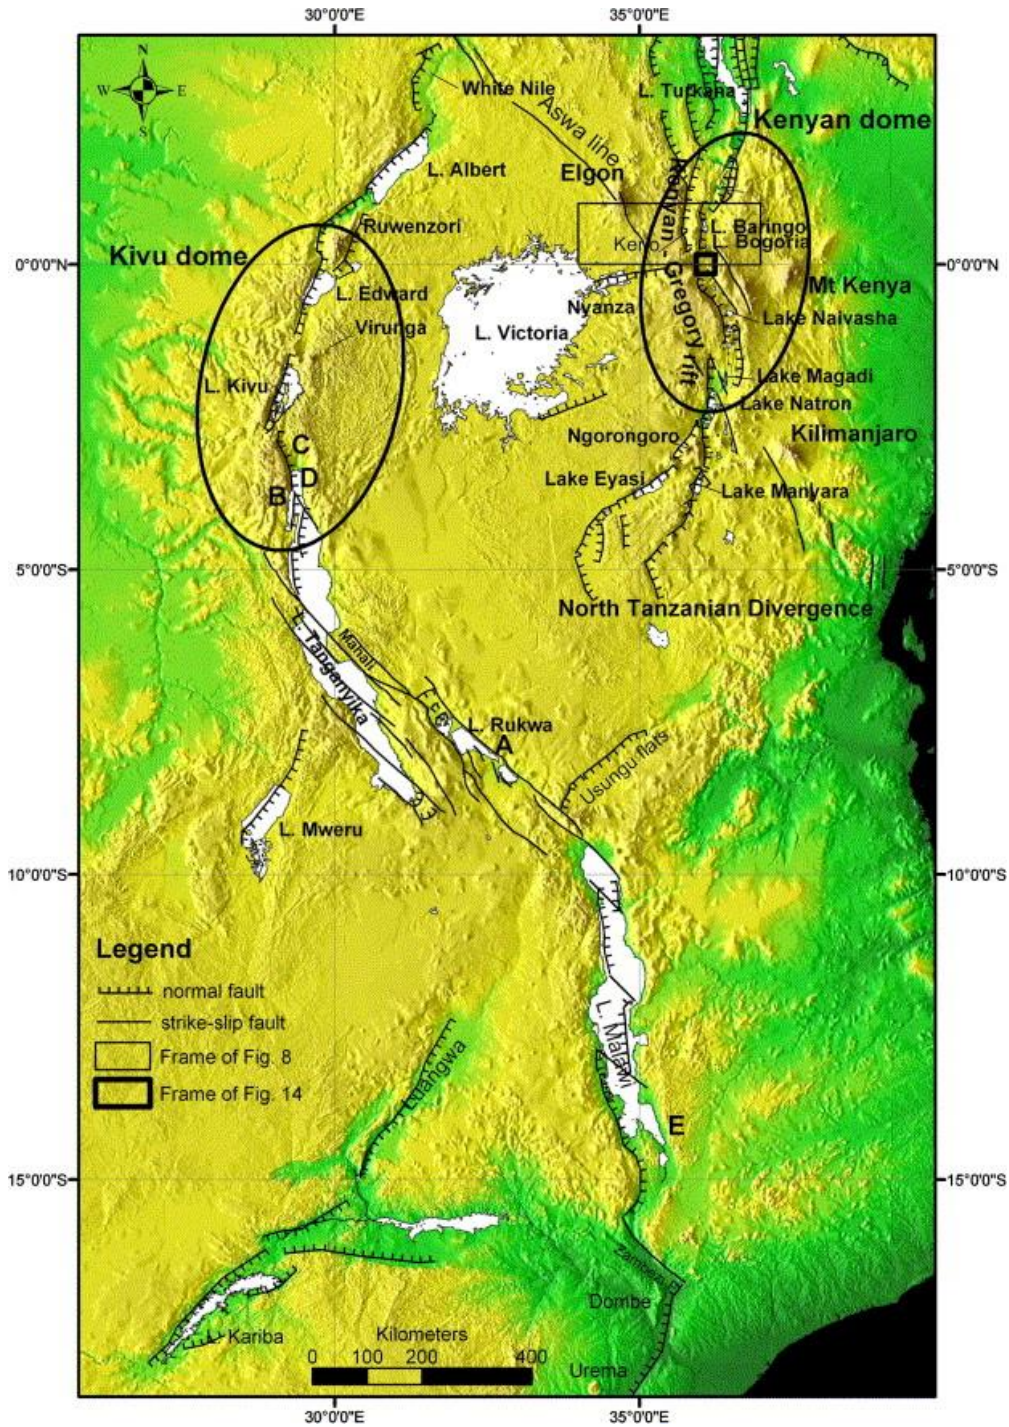 30°0'0"E
35°0'0"E
N
W
E
S
White Nile
L. Turkana
Aswa line
Kenyan dome
L. Albert
Elgon
Kenyan - Gregory rift
Ruwenzori
L. Baringo
Kerio
L. Bogoria
Kivu dome
0°0'0"N
0°0'0"N
L. Edward
Mt Kenya
Nyanza
Virunga
L. Victoria
Lake Naivasha
L. Kivu
Lake Magadi
Lake Natron
Ngorongoro
Kilimanjaro
C
D
B
Lake Eyasi
Lake Manyara
5°0'0"S
5°0'0"S
North Tanzanian Divergence
Mahali
L. Tanganyika
L. Rukwa
A
Usungu flats
L. Mweru
10°0'0"S
10°0'0"S
Legend
normal fault
strike-slip fault
Frame of Fig. 8
Frame of Fig. 14
L. Malawi
Luangwa
E
15°0'0"S
15°0'0"S
Dombe
L. Kariba
Kilometers
0 100 200 400
Urema
30°0'0"E
35°0'0"E